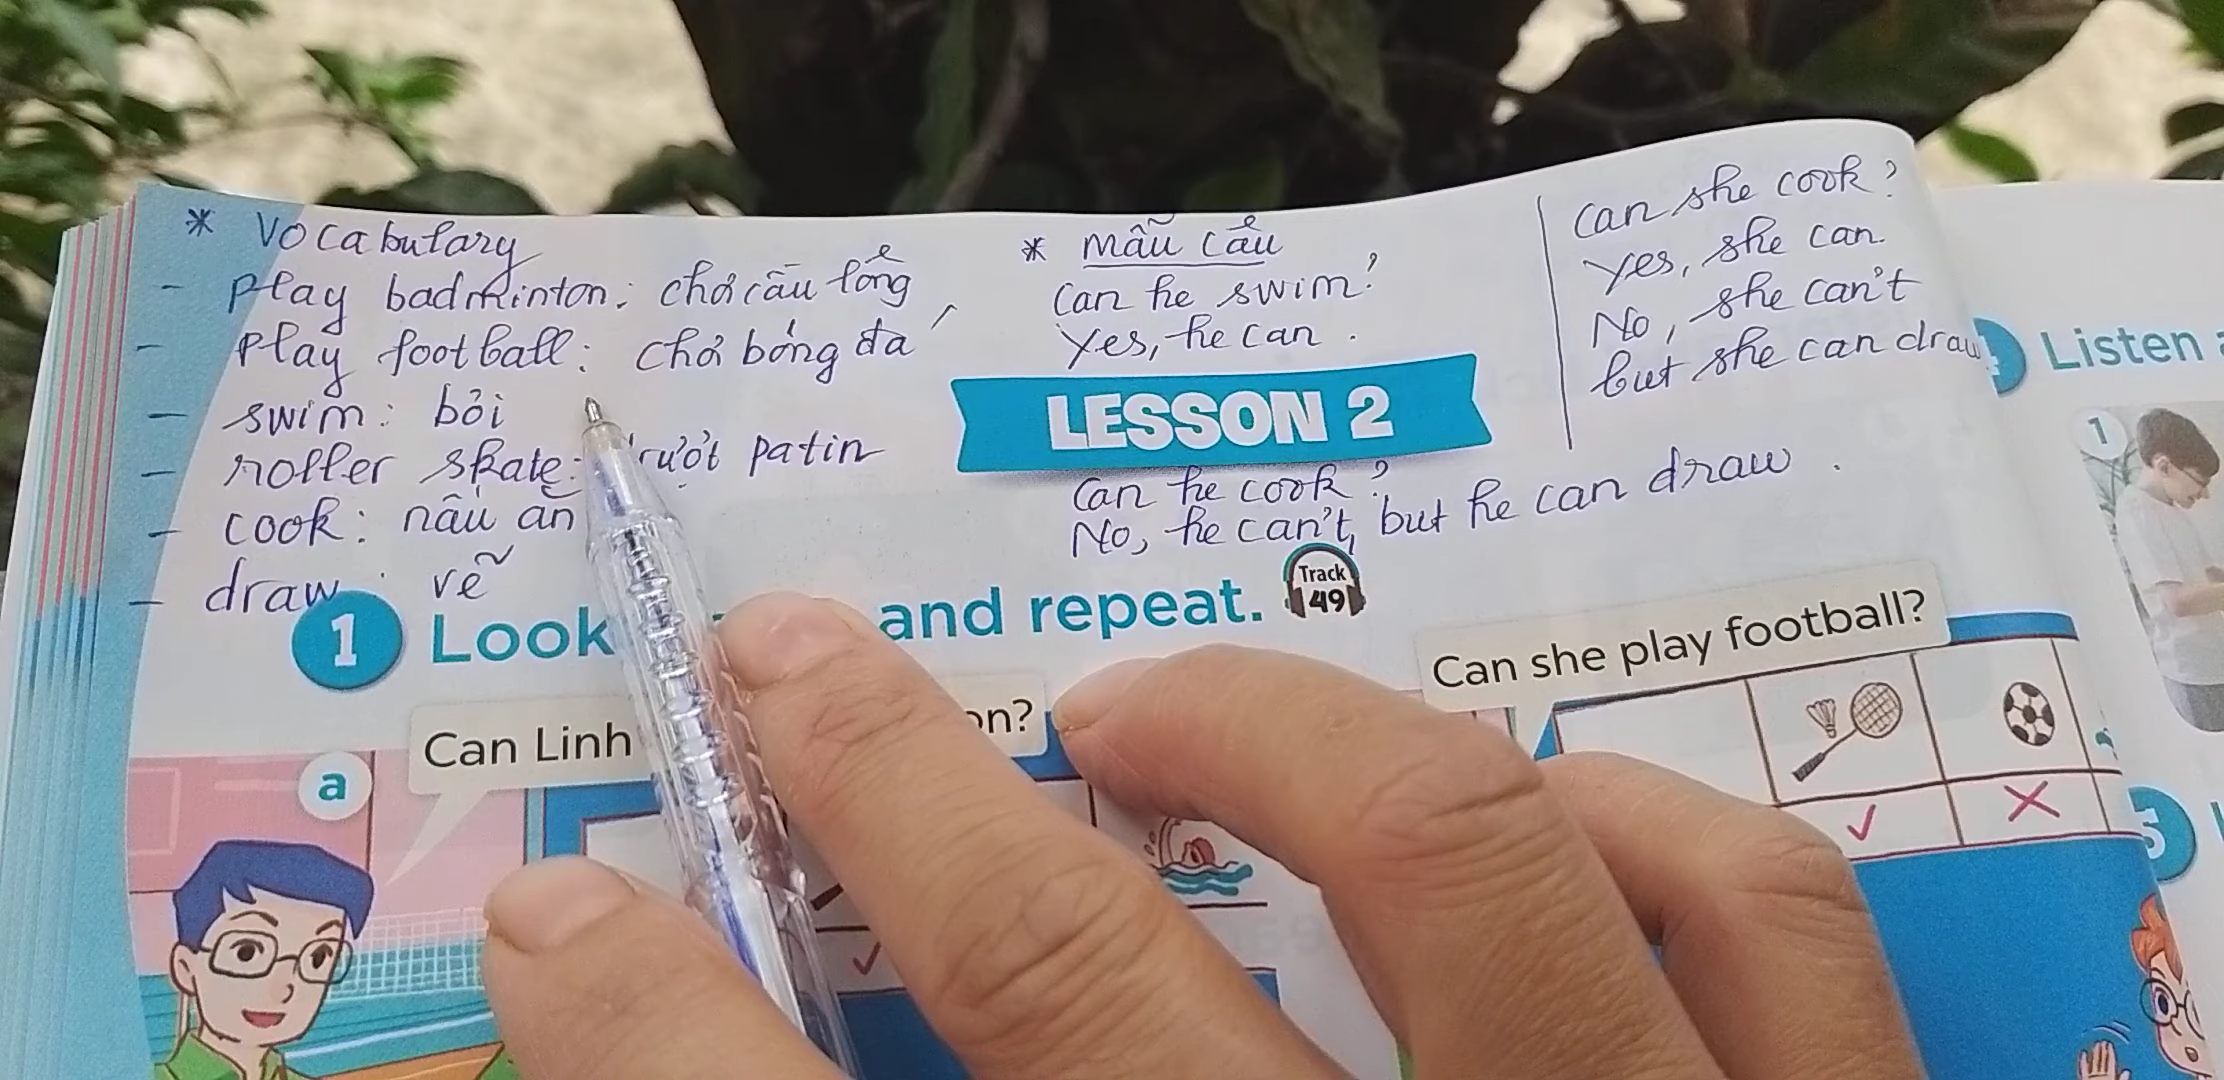 * Vocabulary
- play badminton: chơi cầu lông
- play football: chơi bóng đá
- swim: bơi
- roller skate: trượt patin
- cook: nấu ăn
- draw: vẽ
* Mẫu câu
Can he swim?
Yes, he can.
LESSON 2
Can he cook?
No, he can't, but he can draw.
Can she cook?
Yes, she can.
No, she can't
but she can draw
1 Look and repeat.
Track
49
a
Can Linh
on?
Can she play football?
Listen
1
5